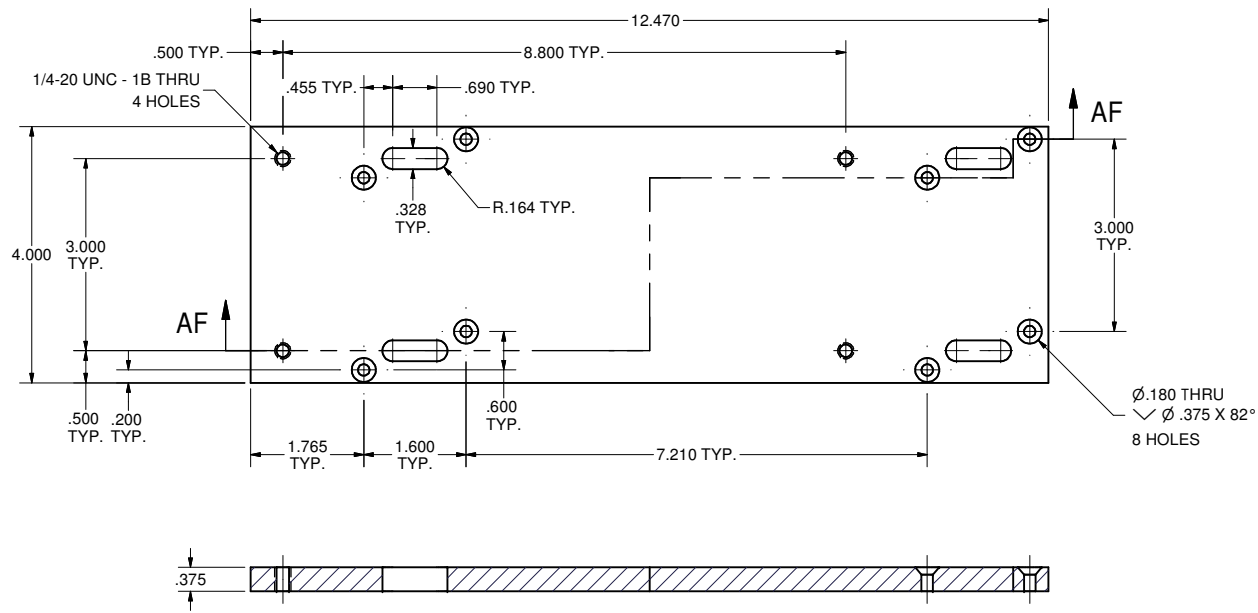 12.470
.500 TYP.
8.800 TYP.
1/4-20 UNC - 1B THRU
4 HOLES
.455 TYP.
.690 TYP.
AF
R.164 TYP.
.328
TYP.
4.000
3.000
TYP.
3.000
TYP.
AF
.500
TYP.
.200
TYP.
.600
TYP.
Ø.180 THRU
⌵ Ø .375 X 82°
8 HOLES
1.765
TYP.
1.600
TYP.
7.210 TYP.
.375